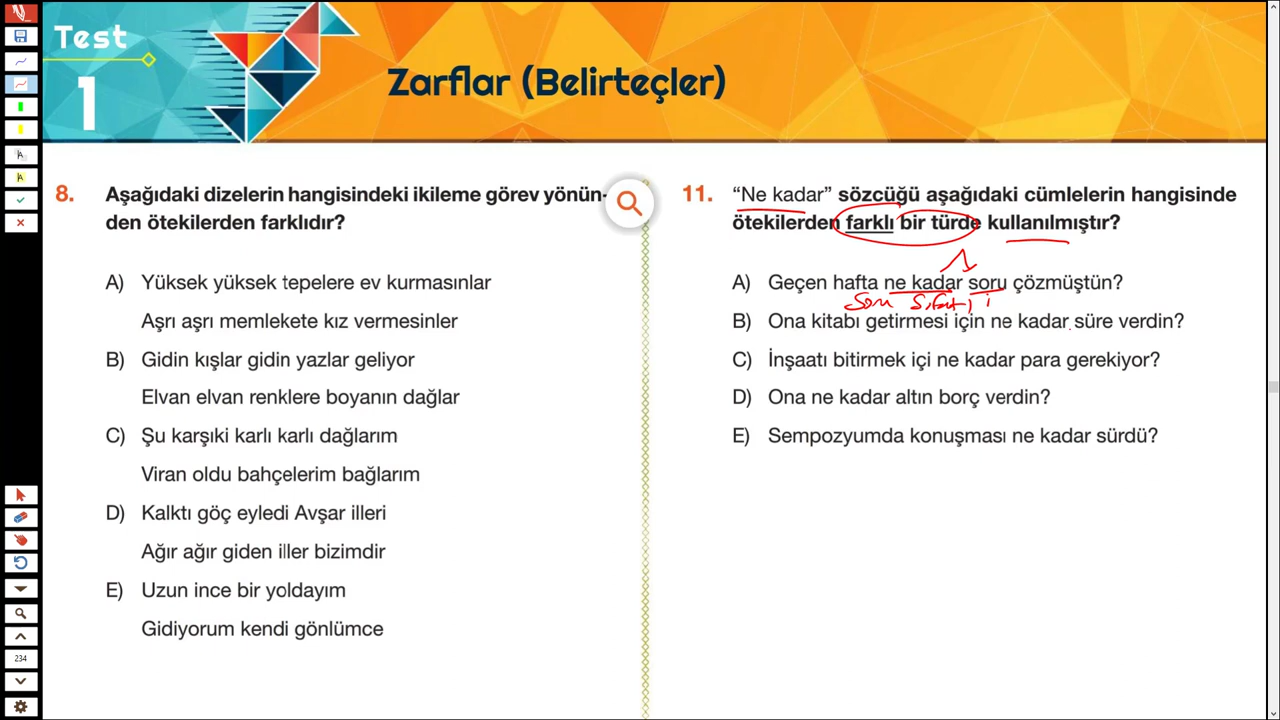 Test
1
Zarflar (Belirteçler)
8. Aşağıdaki dizelerin hangisindeki ikileme görev yönün-
den ötekilerden farklıdır?
A) Yüksek yüksek tepelere ev kurmasınlar
Aşrı aşrı memlekete kız vermesinler
B) Gidin kışlar gidin yazlar geliyor
Elvan elvan renklere boyanın dağlar
C) Şu karşıki karlı karlı dağlarım
Viran oldu bahçelerim bağlarım
D) Kalktı göç eyledi Avşar illeri
Ağır ağır giden iller bizimdir
E) Uzun ince bir yoldayım
Gidiyorum kendi gönlümce
11. “Ne kadar” sözcüğü aşağıdaki cümlelerin hangisinde
ötekilerden farklı bir türde kullanılmıştır?
A) Geçen hafta ne kadar soru çözmüştün?
Soru Sıfatı i
B) Ona kitabı getirmesi için ne kadar süre verdin?
C) İnşaatı bitirmek içi ne kadar para gerekiyor?
D) Ona ne kadar altın borç verdin?
E) Sempozyumda konuşması ne kadar sürdü?
234